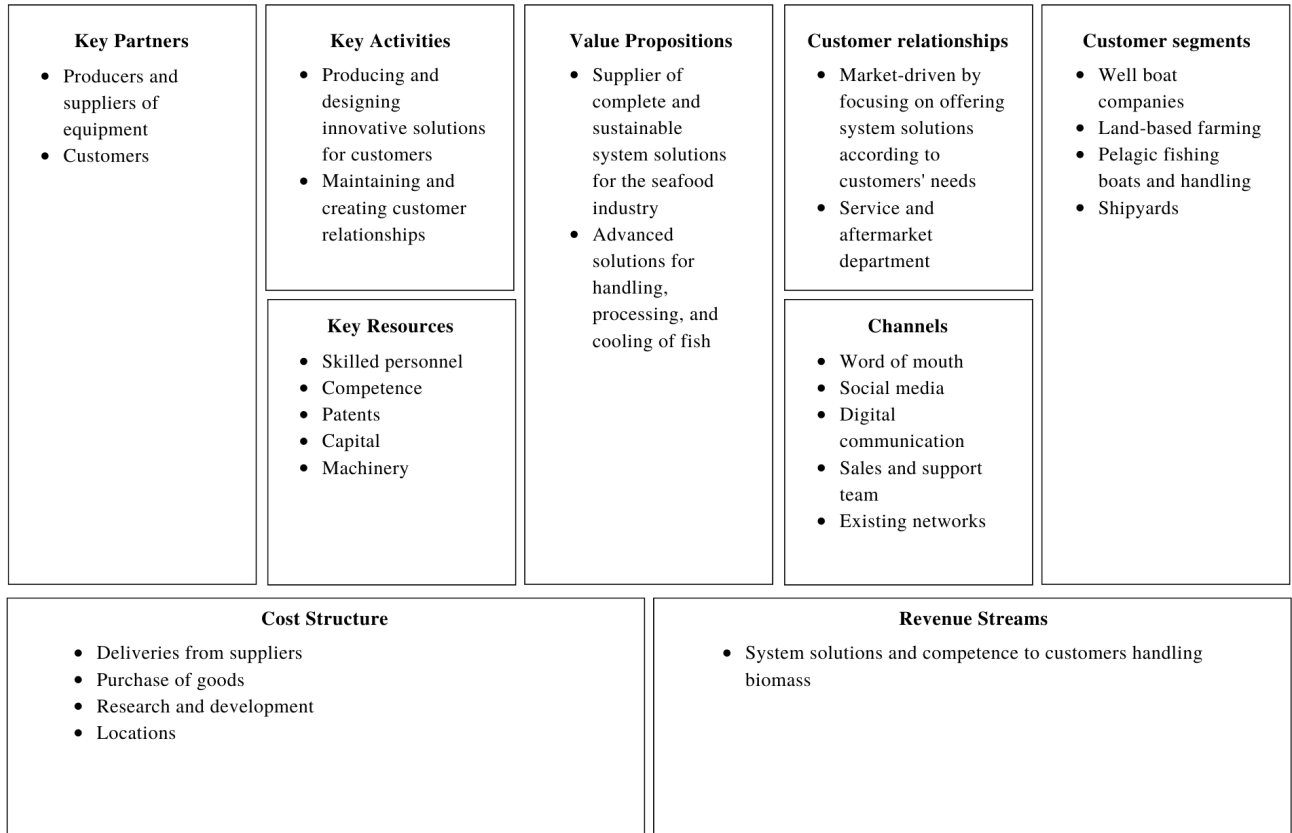 Key Partners
• Producers and
suppliers of
equipment
• Customers
Key Activities
• Producing and
designing
innovative solutions
for customers
• Maintaining and
creating customer
relationships
Key Resources
• Skilled personnel
• Competence
• Patents
• Capital
• Machinery
Value Propositions
• Supplier of
complete and
sustainable
system solutions
for the seafood
industry
• Advanced
solutions for
handling,
processing, and
cooling of fish
Customer relationships
• Market-driven by
focusing on offering
system solutions
according to
customers' needs
• Service and
aftermarket
department
Channels
• Word of mouth
• Social media
• Digital
communication
• Sales and support
team
• Existing networks
Customer segments
• Well boat
companies
• Land-based farming
• Pelagic fishing
boats and handling
• Shipyards
Cost Structure
• Deliveries from suppliers
• Purchase of goods
• Research and development
• Locations
Revenue Streams
• System solutions and competence to customers handling
biomass